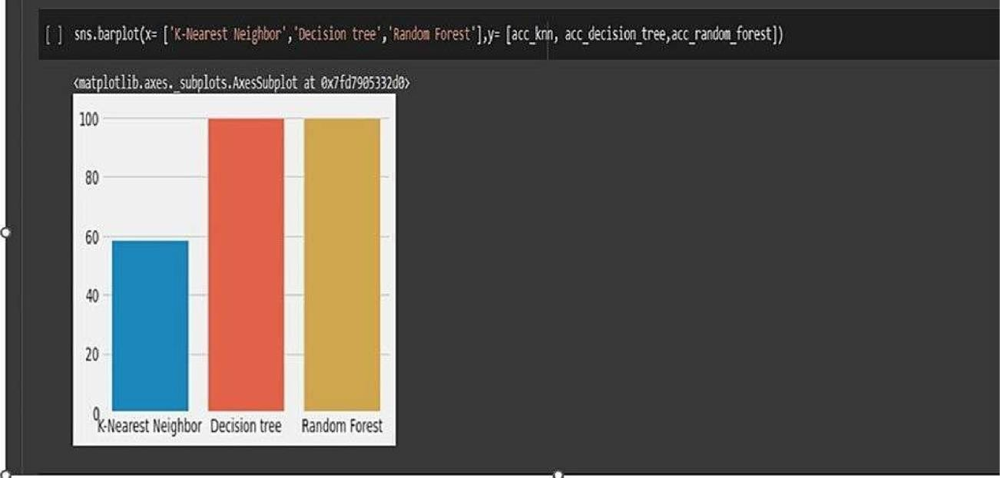 [ ] sns.barplot(x= ['K-Nearest Neighbor','Decision tree','Random Forest'],y= [acc_knn, acc_decision_tree,acc_random_forest])
<matplotlib.axes._subplots.AxesSubplot at 0x7fd7905332d0>
100
80
60
40
20
0
K-Nearest Neighbor Decision tree Random Forest